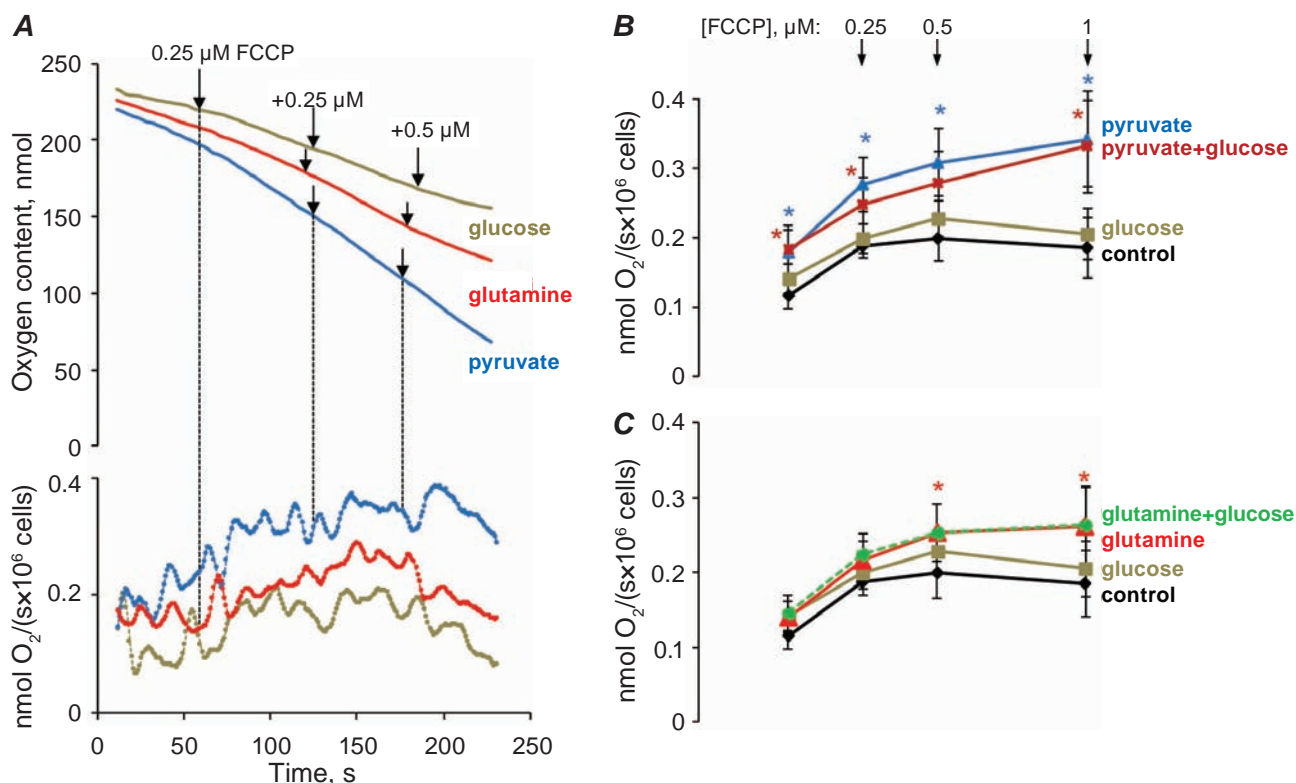 A
0.25 µM FCCP
+0.25 µM
+0.5 µM
Oxygen content, nmol
250
200
150
100
50
0
glucose
glutamine
pyruvate
nmol O2/(s×10⁶ cells)
0.4
0.2
0
0 50 100 150 200 250
Time, s
B
[FCCP], µM: 0.25 0.5 1
nmol O2/(s×10⁶ cells)
0.4
0.3
0.2
0.1
0
* * * *
* * *
pyruvate
pyruvate+glucose
glucose
control
C
nmol O2/(s×10⁶ cells)
0.4
0.3
0.2
0.1
0
* *
glutamine+glucose
glutamine
glucose
control